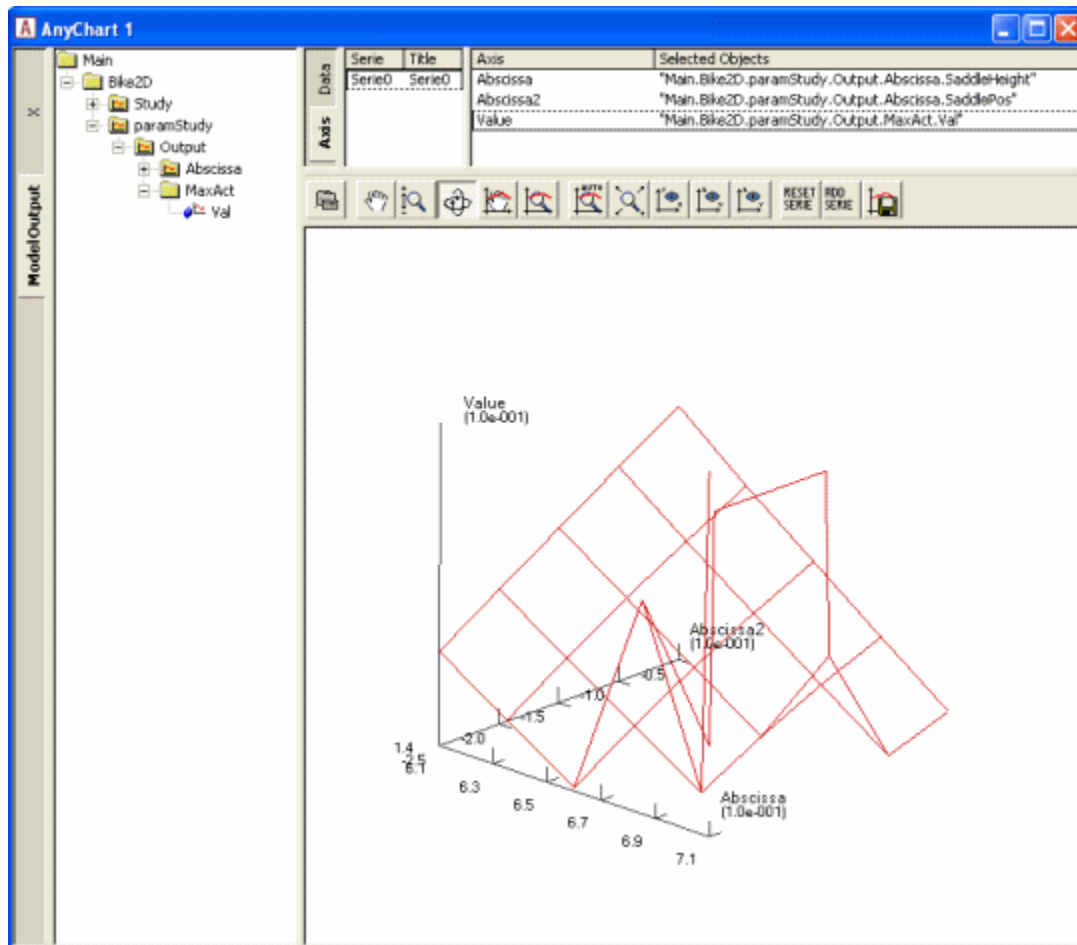 AnyChart 1
ModelOutput
Main
Bike2D
Study
paramStudy
Output
Abscissa
MaxAct
Val
Data
Axis
Serie Title
Serie0 Serie0
Axis Selected Objects
Abscissa "Main.Bike2D.paramStudy.Output.Abscissa.SaddleHeight"
Abscissa2 "Main.Bike2D.paramStudy.Output.Abscissa.SaddlePos"
Value "Main.Bike2D.paramStudy.Output.MaxAct.Val"
AUTO
RESET SERIE
ADD SERIE
Value
(1.0e-001)
Abscissa2
(1.0e-001)
-0.5
-1.0
-1.5
-2.0
1.4
-2.5
6.1
6.3
6.5
6.7
6.9
7.1
Abscissa
(1.0e-001)